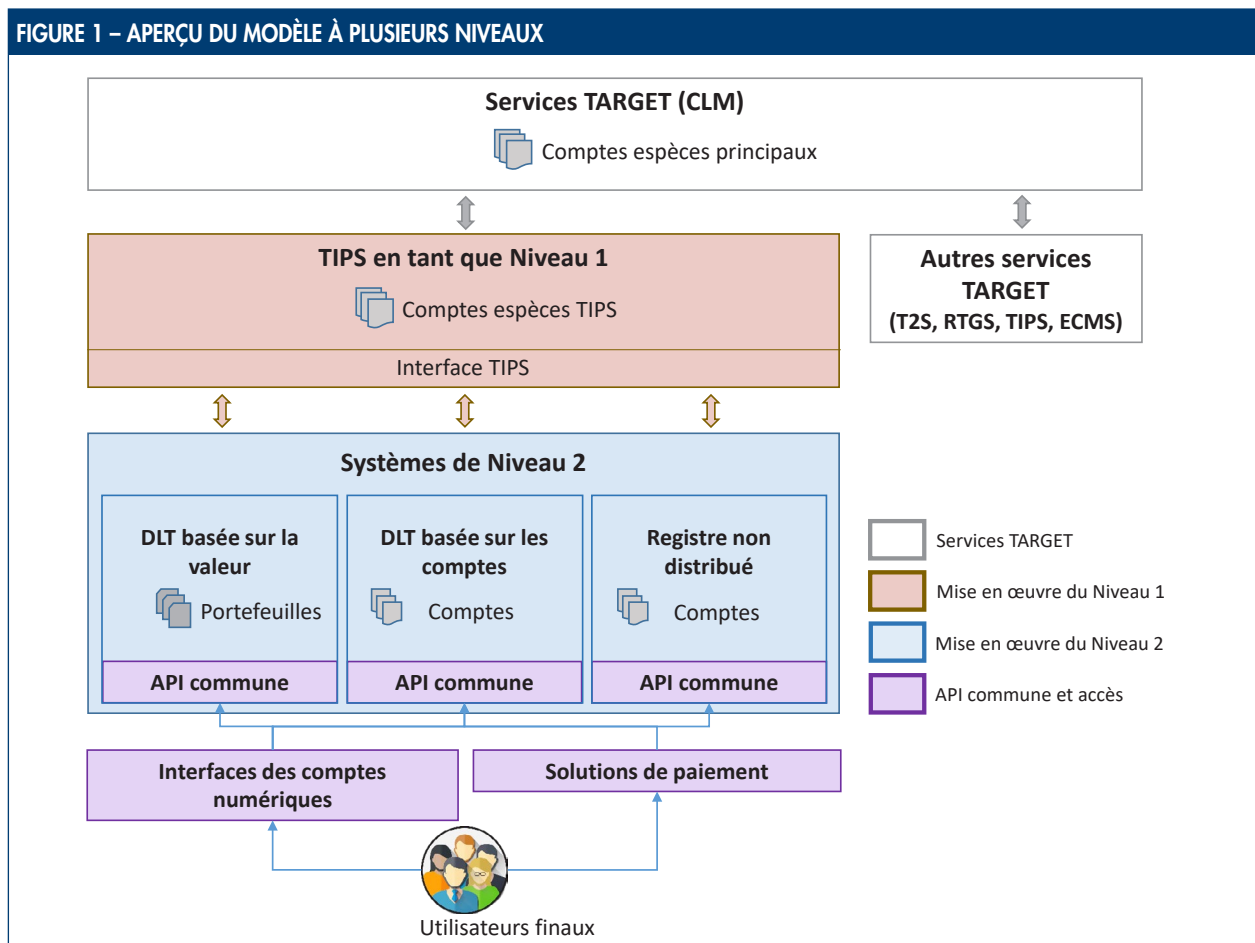 FIGURE 1 – APERÇU DU MODÈLE À PLUSIEURS NIVEAUX
Services TARGET (CLM)
Comptes espèces principaux
TIPS en tant que Niveau 1
Comptes espèces TIPS
Interface TIPS
Autres services
TARGET
(T2S, RTGS, TIPS, ECMS)
Systèmes de Niveau 2
DLT basée sur la
valeur
Portefeuilles
API commune
DLT basée sur les
comptes
Comptes
API commune
Registre non
distribué
Comptes
API commune
Services TARGET
Mise en œuvre du Niveau 1
Mise en œuvre du Niveau 2
API commune et accès
Interfaces des comptes
numériques
Solutions de paiement
Utilisateurs finaux